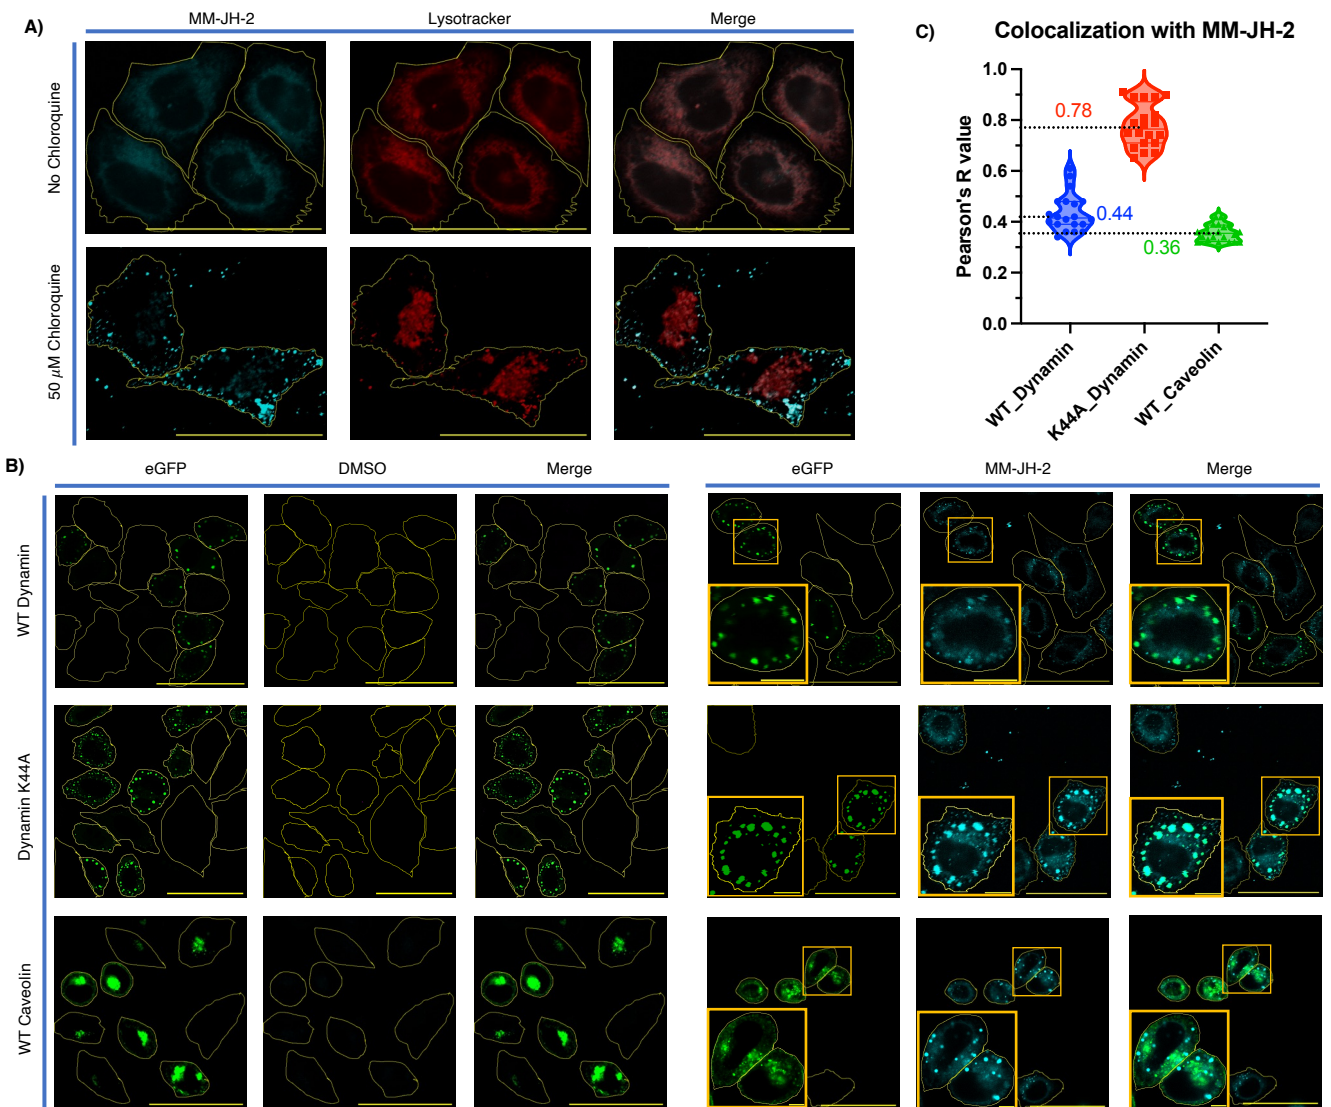 A)
MM-JH-2
Lysotracker
Merge
No Chloroquine
50 μM Chloroquine
C)
Colocalization with MM-JH-2
Pearson's R value
1.0
0.8
0.6
0.4
0.2
0.0
0.78
0.44
0.36
WT_Dynamin
K44A_Dynamin
WT_Caveolin
B)
eGFP
DMSO
Merge
eGFP
MM-JH-2
Merge
WT Dynamin
Dynamin K44A
WT Caveolin